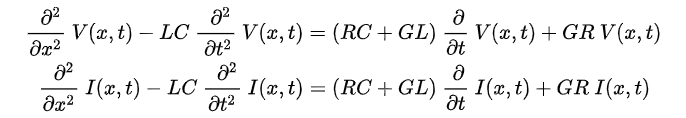 ∂²/∂x² V(x,t) − LC ∂²/∂t² V(x,t) = (RC + GL) ∂/∂t V(x,t) + GR V(x,t)
∂²/∂x² I(x,t) − LC ∂²/∂t² I(x,t) = (RC + GL) ∂/∂t I(x,t) + GR I(x,t)